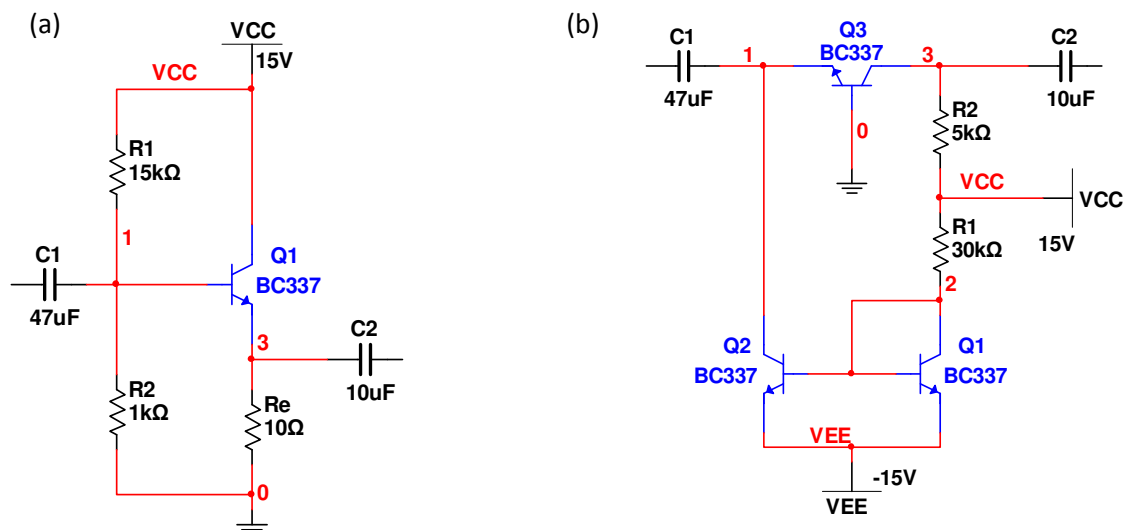 (a)
VCC
15V
VCC
R1
15kΩ
1
C1
47uF
Q1
BC337
3
C2
10uF
R2
1kΩ
Re
10Ω
0
(b)
C1
47uF
1
Q3
BC337
3
C2
10uF
0
R2
5kΩ
VCC
VCC
15V
R1
30kΩ
2
Q2
BC337
Q1
BC337
VEE
-15V
VEE